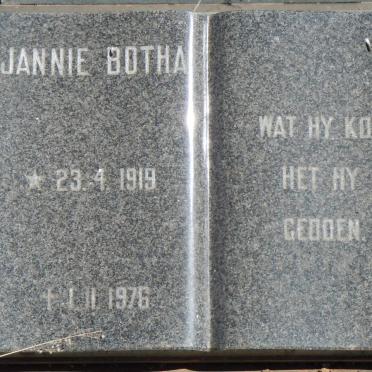 JANNIE BOTHA
★ 23.4.1919
† 1.11.1976
WAT HY KO
HET HY
GEDOEN.